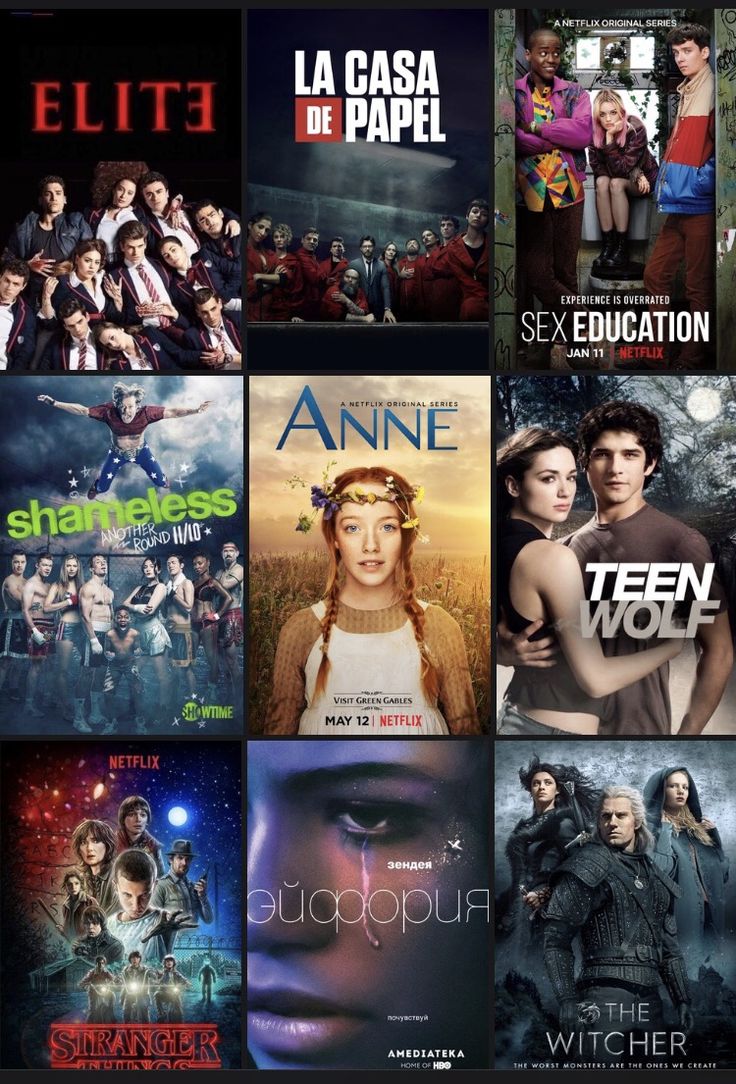 ELITE
LA CASA
DE PAPEL
A NETFLIX ORIGINAL SERIES
EXPERIENCE IS OVERRATED
SEX EDUCATION
JAN 11 | NETFLIX
shameless
ANOTHER
ROUND 11/10
SHOWTIME
A NETFLIX ORIGINAL SERIES
ANNE
VISIT GREEN GABLES
MAY 12 | NETFLIX
TEEN
WOLF
NETFLIX
STRANGER
THINGS
зендея
эйфория
почувствуй
AMEDIATEKA
HOME OF HBO
THE
WITCHER
THE WORST MONSTERS ARE THE ONES WE CREATE